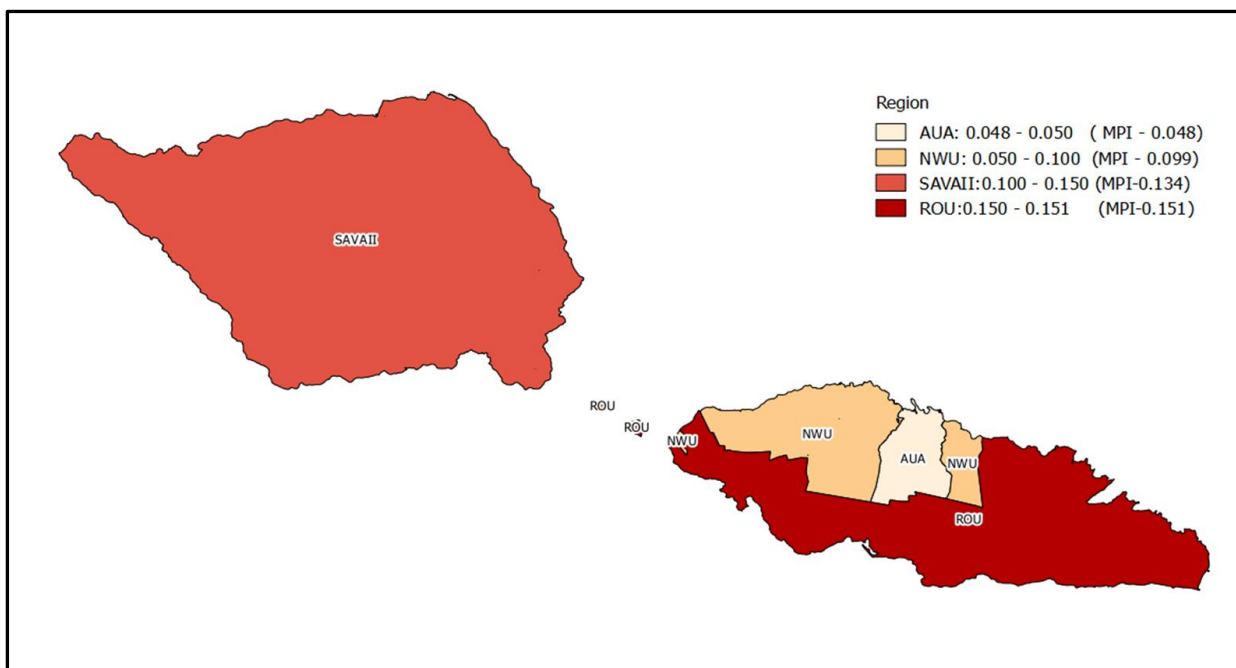 Region
AUA: 0.048 - 0.050 ( MPI - 0.048)
NWU: 0.050 - 0.100 (MPI - 0.099)
SAVAII:0.100 - 0.150 (MPI-0.134)
ROU:0.150 - 0.151 (MPI-0.151)
SAVAII
ROU
ROU
NWU
NWU
AUA
NWU
ROU